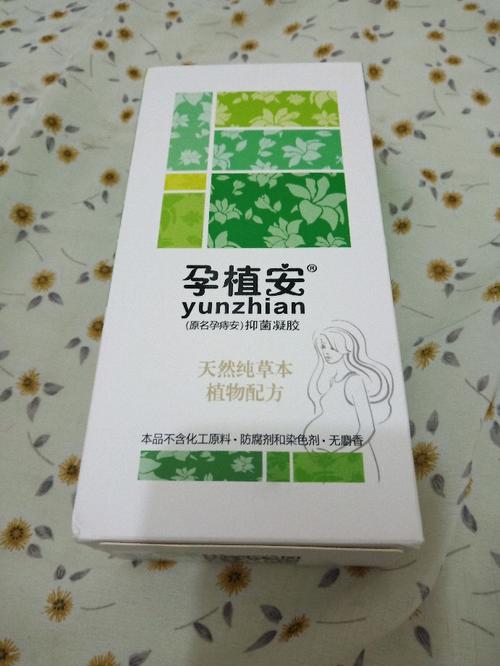 孕植安®
yunzhian
(原名孕痔安)抑菌凝胶
天然纯草本
植物配方
本品不含化工原料·防腐剂和染色剂·无麝香